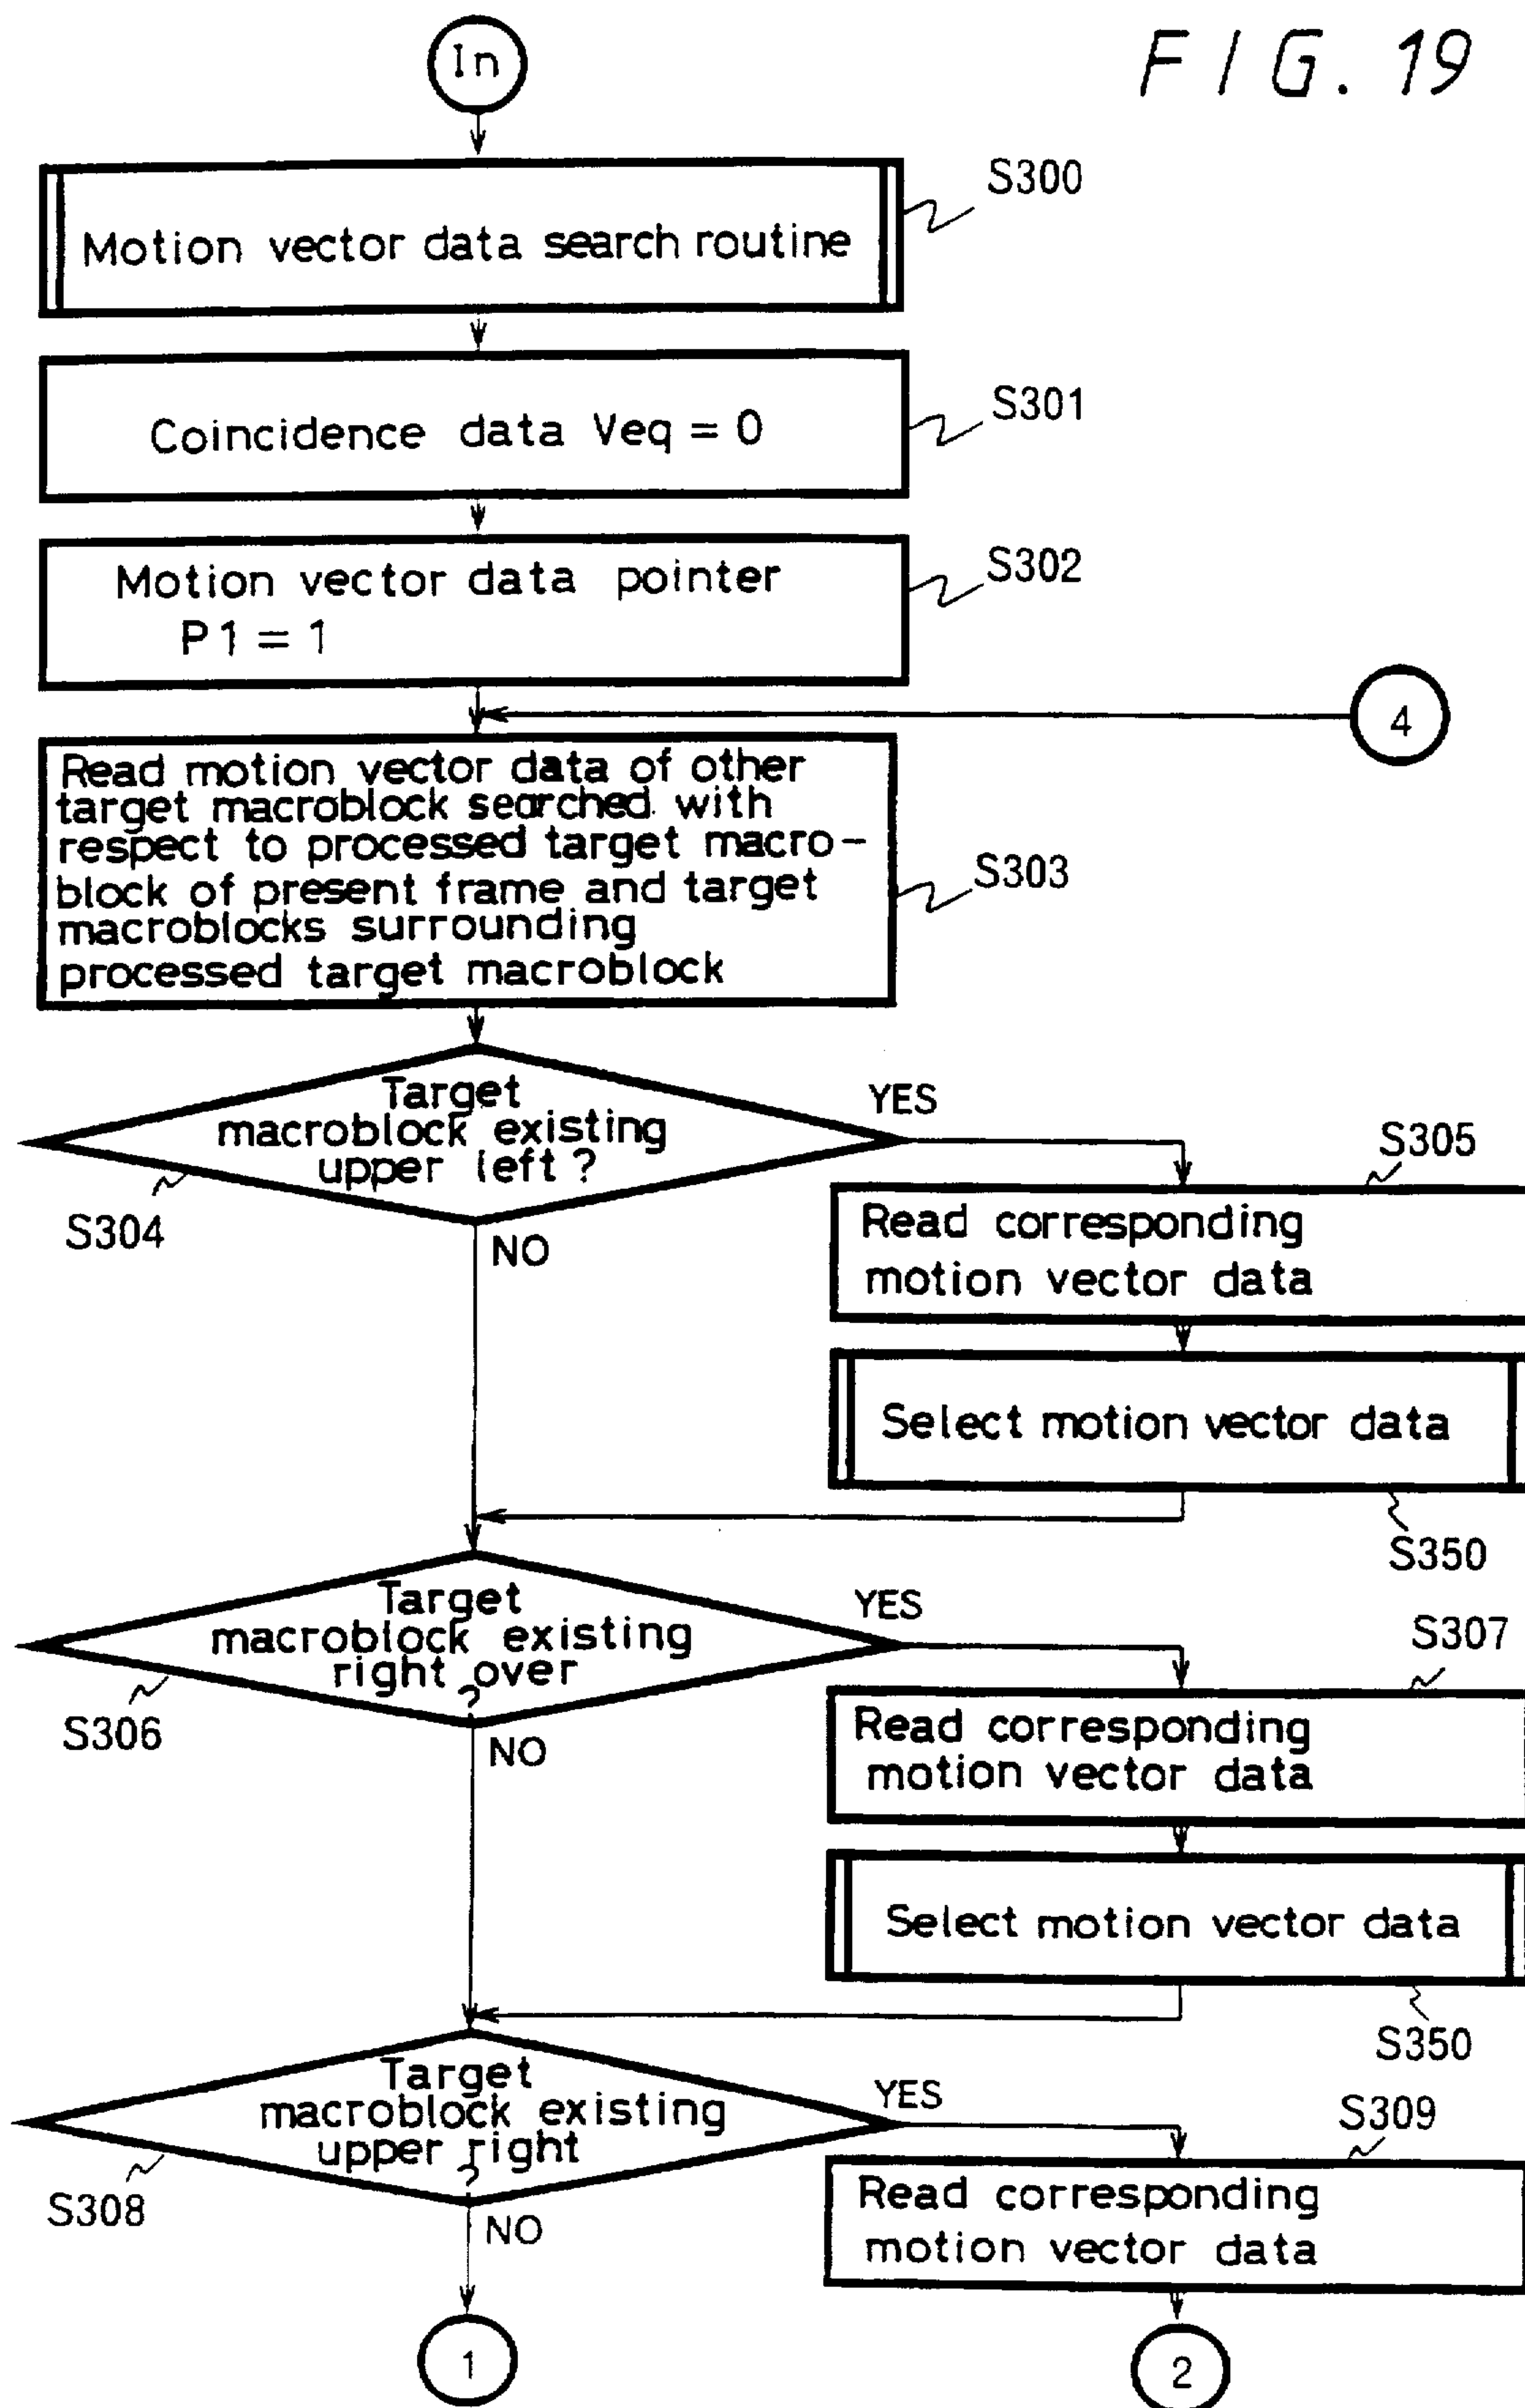 FIG. 19
In
S300
Motion vector data search routine
S301
Coincidence data Veq = 0
S302
Motion vector data pointer
P1 = 1
4
Read motion vector data of other
target macroblock searched with
respect to processed target macro-
block of present frame and target
macroblocks surrounding
processed target macroblock
S303
Target
macroblock existing
upper left ?
YES
S304
NO
S305
Read corresponding
motion vector data
Select motion vector data
S350
Target
macroblock existing
right over
?
YES
S306
NO
S307
Read corresponding
motion vector data
Select motion vector data
S350
Target
macroblock existing
upper right
?
YES
S308
NO
S309
Read corresponding
motion vector data
1
2